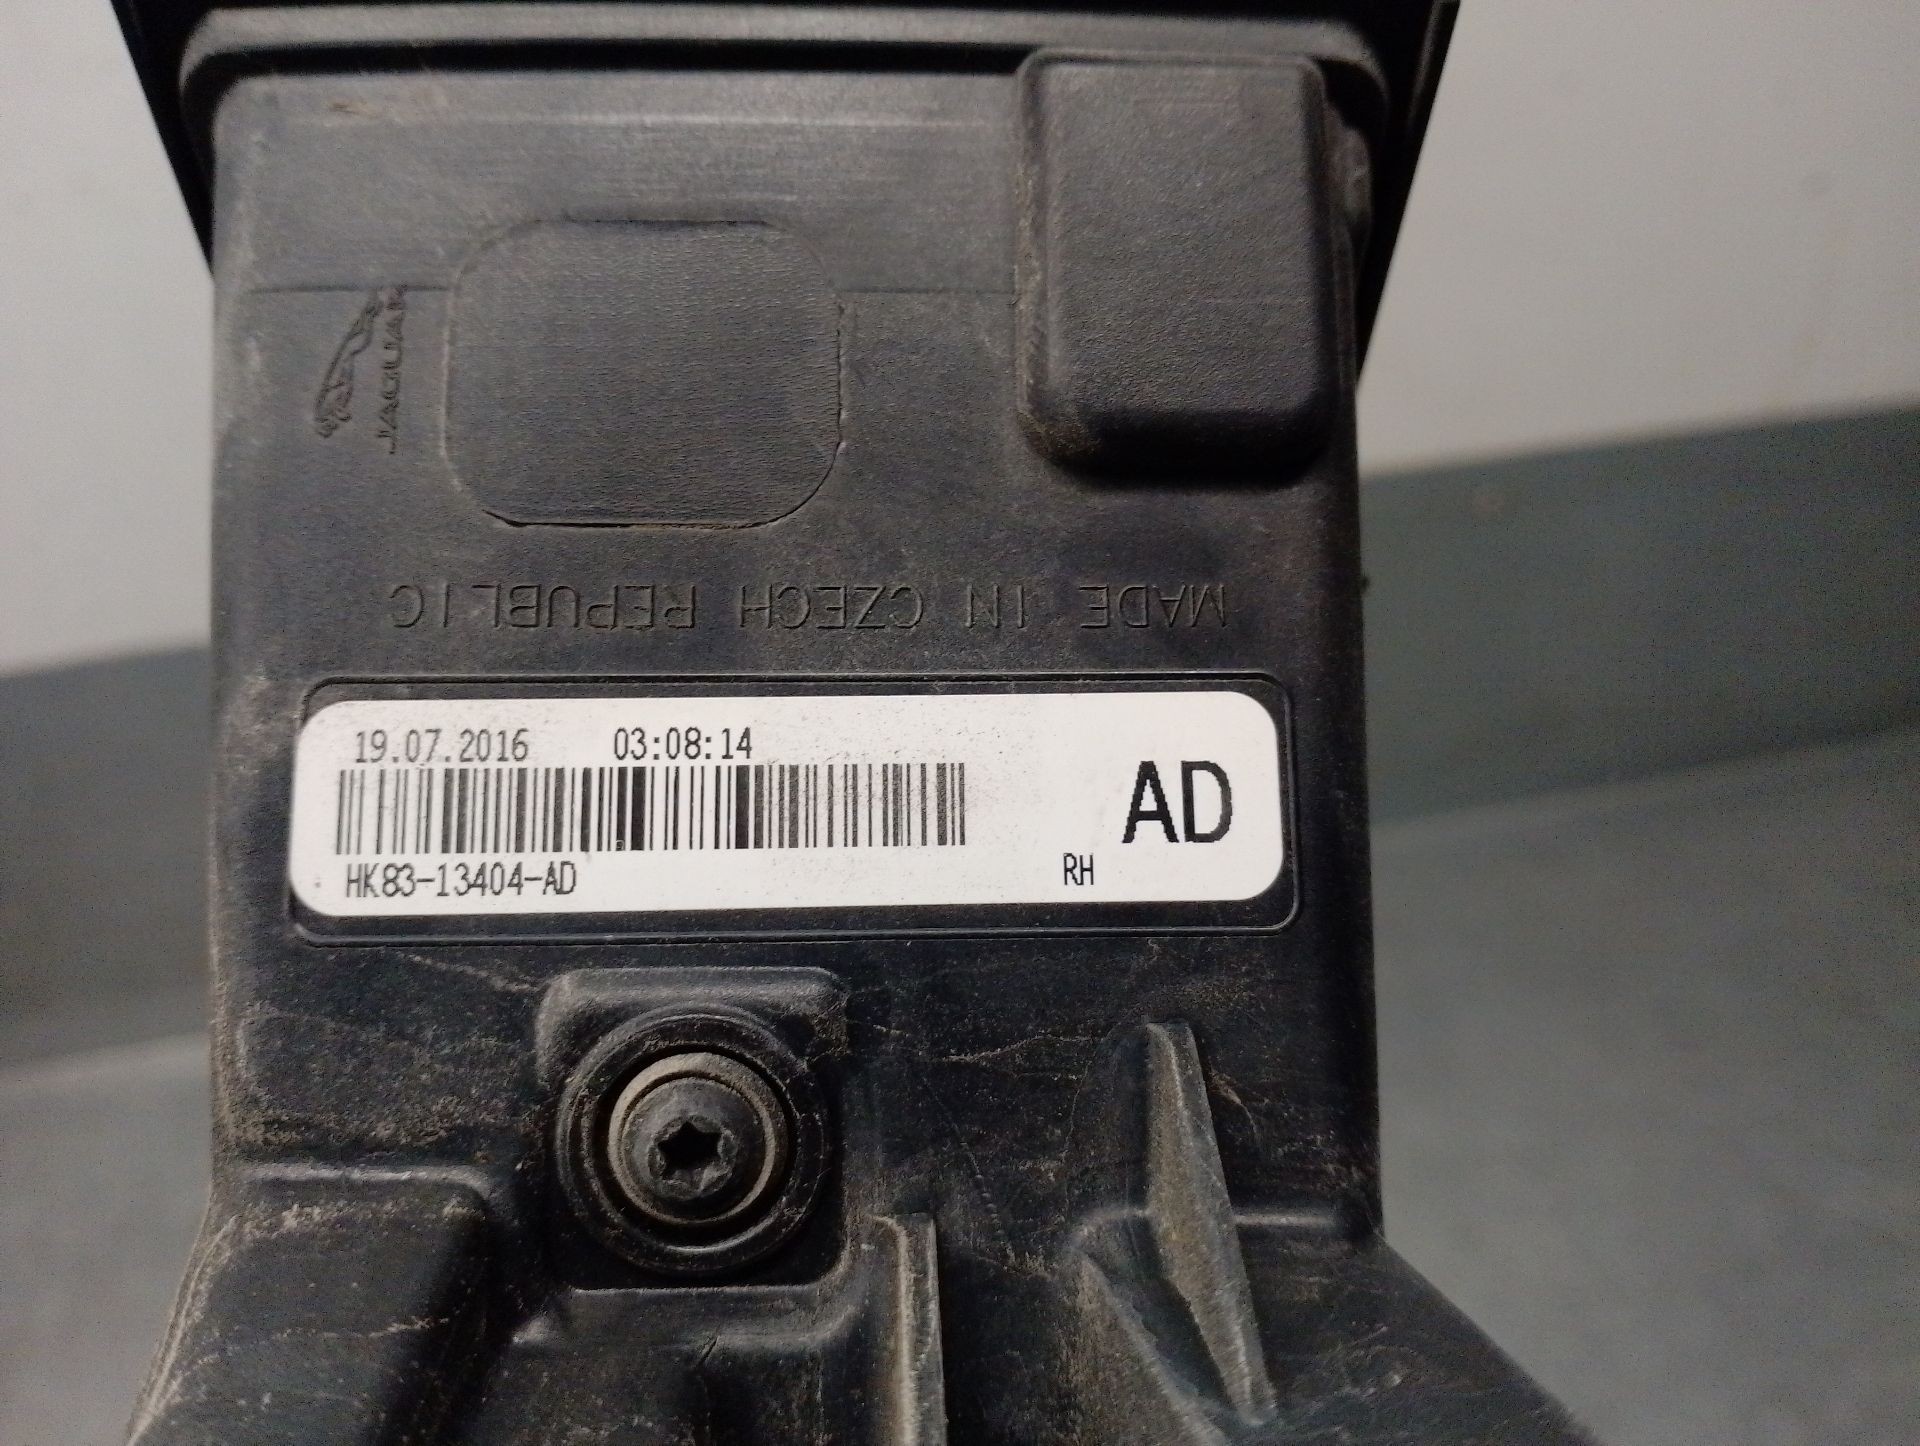 JAGUAR
MADE IN CZECH REPUBLIC
19.07.2016 03:08:14
AD
HK83-13404-AD RH